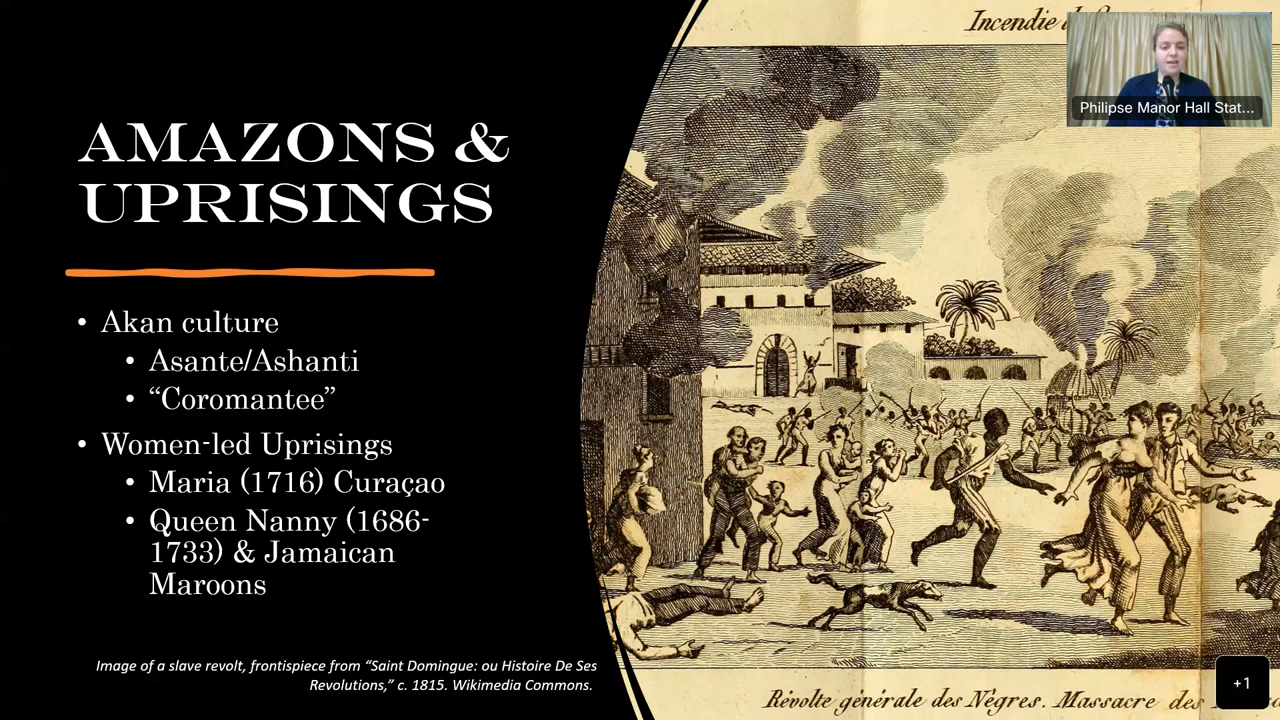 Incendie d
Philipse Manor Hall Stat...
AMAZONS &
UPRISINGS
• Akan culture
• Asante/Ashanti
• “Coromantee”
• Women-led Uprisings
• Maria (1716) Curaçao
• Queen Nanny (1686-
1733) & Jamaican
Maroons
Image of a slave revolt, frontispiece from “Saint Domingue: ou Histoire De Ses
Revolutions,” c. 1815. Wikimedia Commons.
Révolte générale des Nègres. Massacre des
+1